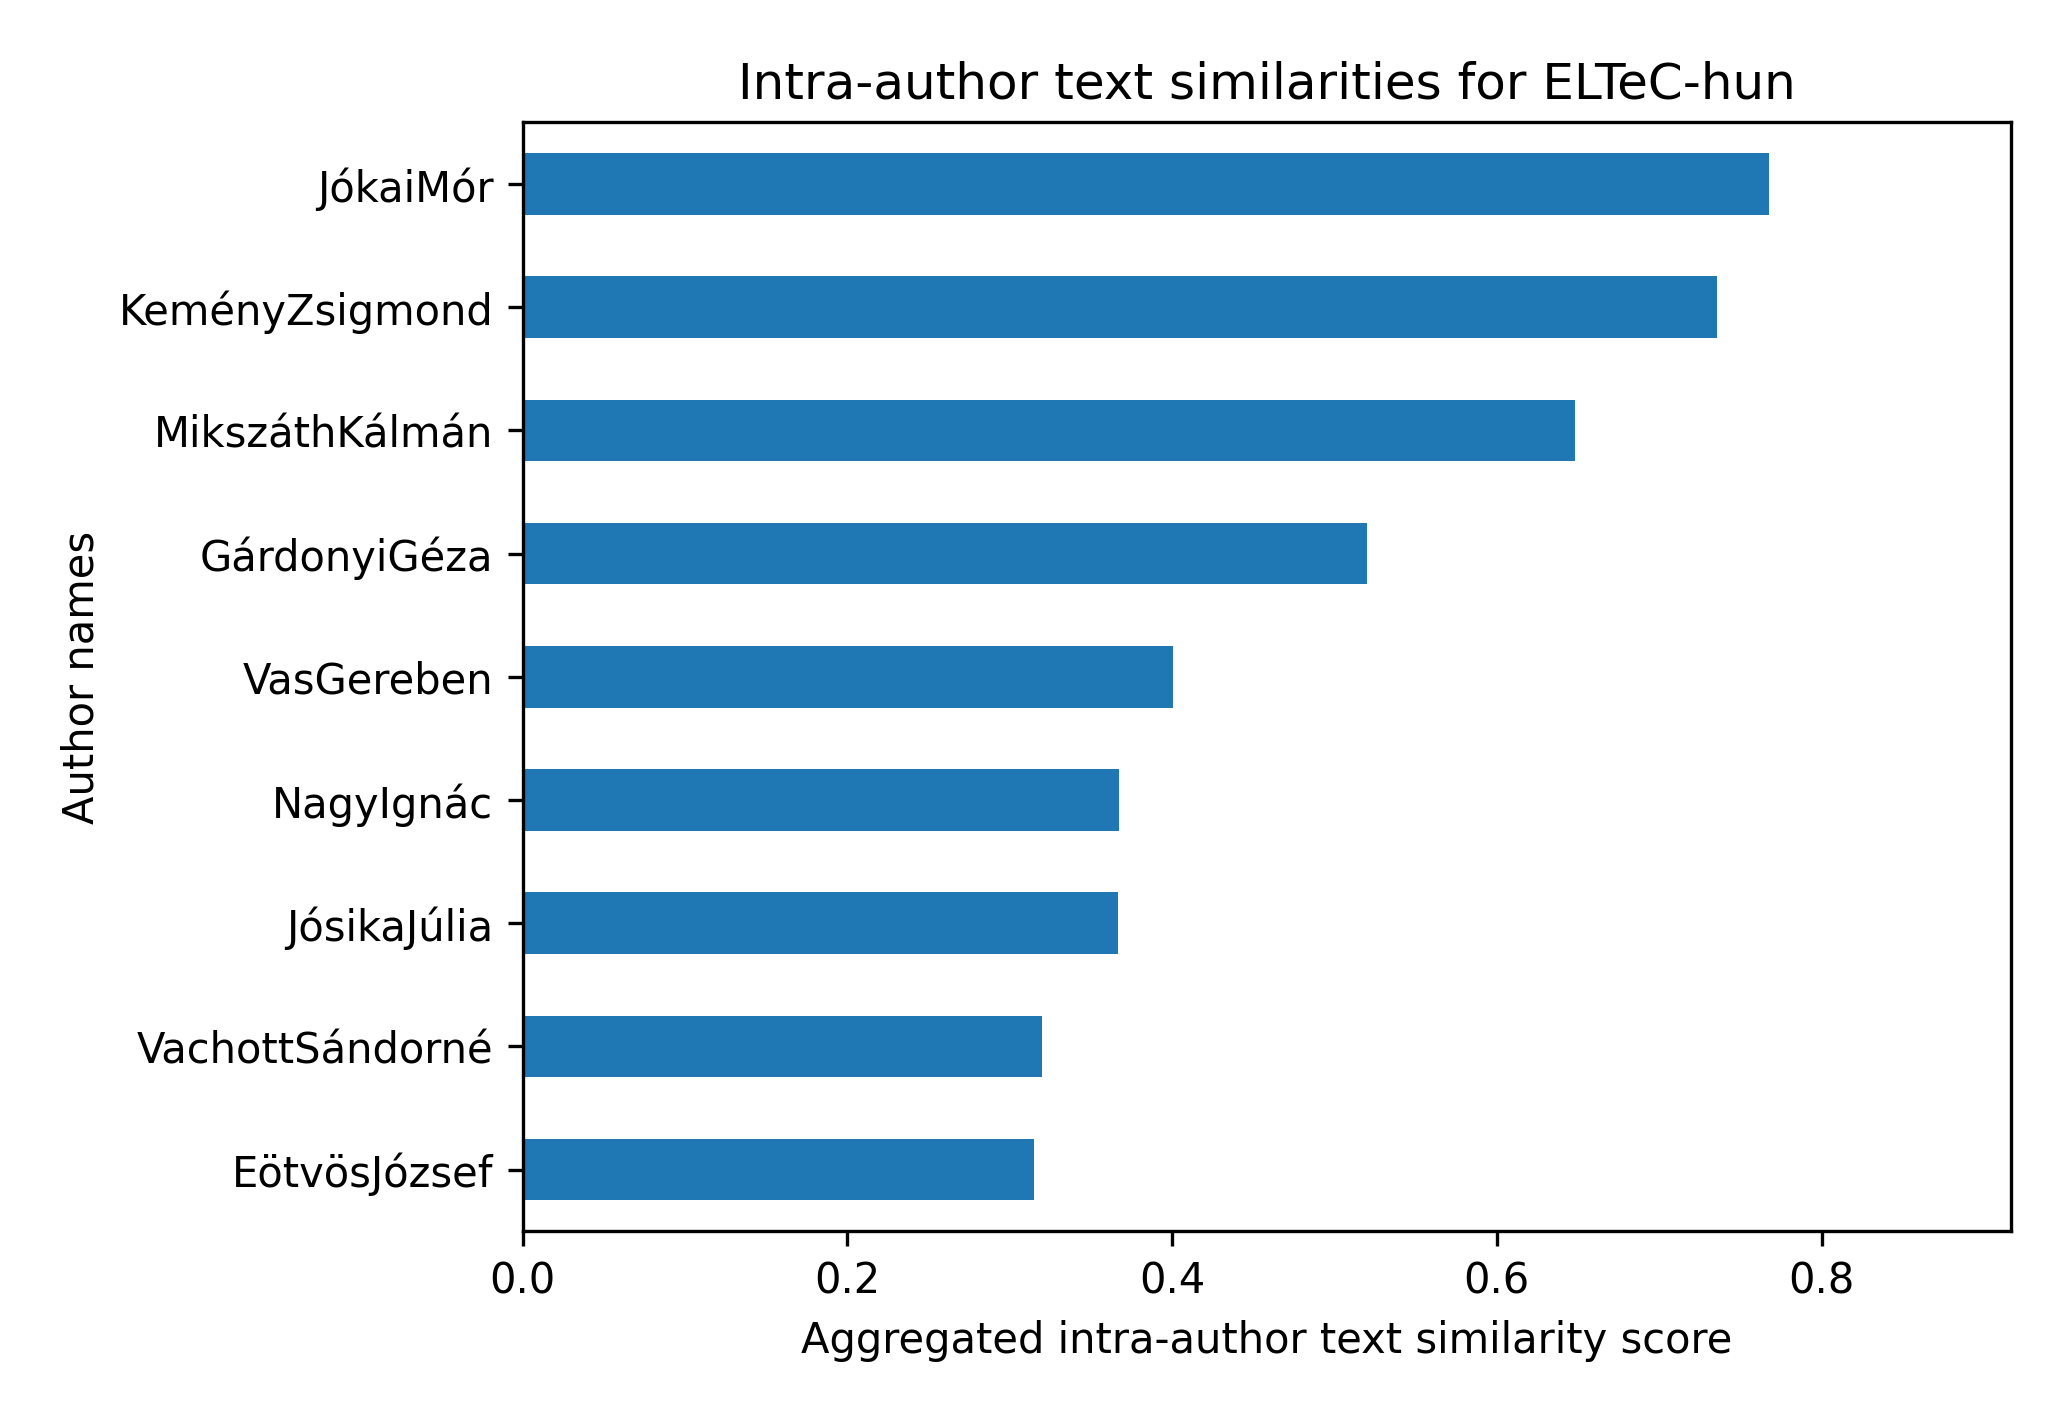 Intra-author text similarities for ELTeC-hun
Author names
JókaiMór
KeményZsigmond
MikszáthKálmán
GárdonyiGéza
VasGereben
NagyIgnác
JósikaJúlia
VachottSándorné
EötvösJózsef
0.0 0.2 0.4 0.6 0.8
Aggregated intra-author text similarity score